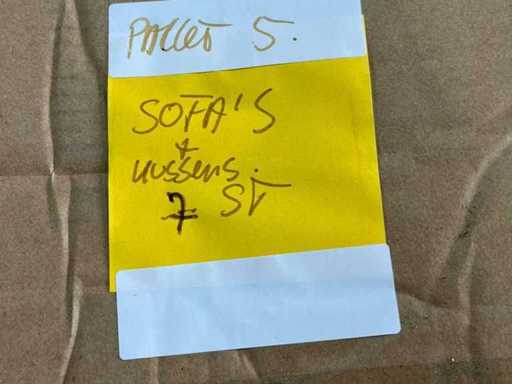 PALLET 5.
SOFA'S
+
kussens.
7 ST